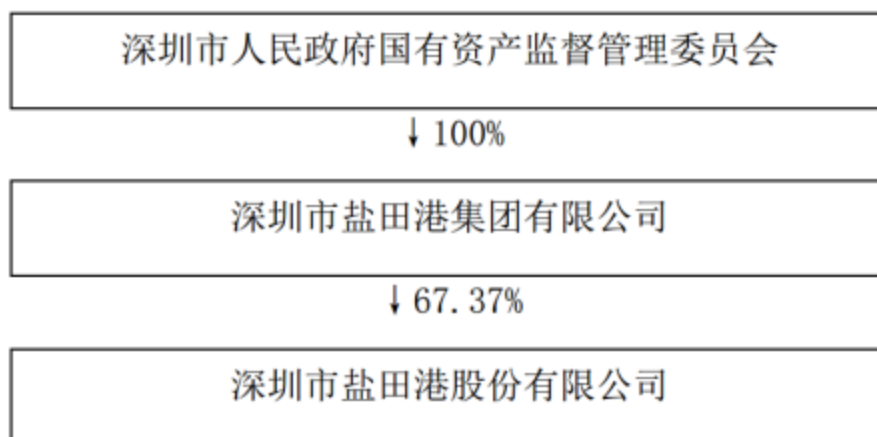 深圳市人民政府国有资产监督管理委员会
↓ 100%
深圳市盐田港集团有限公司
↓ 67.37%
深圳市盐田港股份有限公司